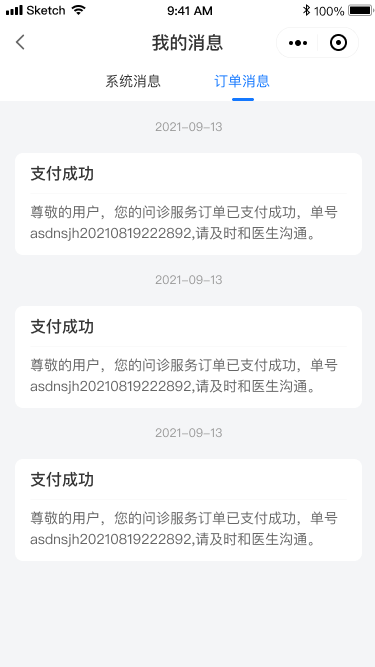 Sketch 9:41 AM 100%
我的消息
系统消息 订单消息
2021-09-13
支付成功
尊敬的用户，您的问诊服务订单已支付成功，单号
asdnsjh20210819222892,请及时和医生沟通。
2021-09-13
支付成功
尊敬的用户，您的问诊服务订单已支付成功，单号
asdnsjh20210819222892,请及时和医生沟通。
2021-09-13
支付成功
尊敬的用户，您的问诊服务订单已支付成功，单号
asdnsjh20210819222892,请及时和医生沟通。